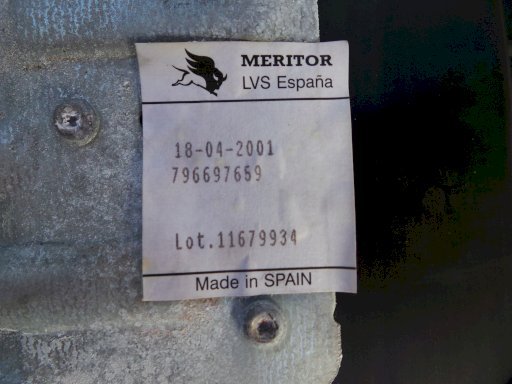 MERITOR
LVS España
18-04-2001
796697659
Lot.11679934
Made in SPAIN